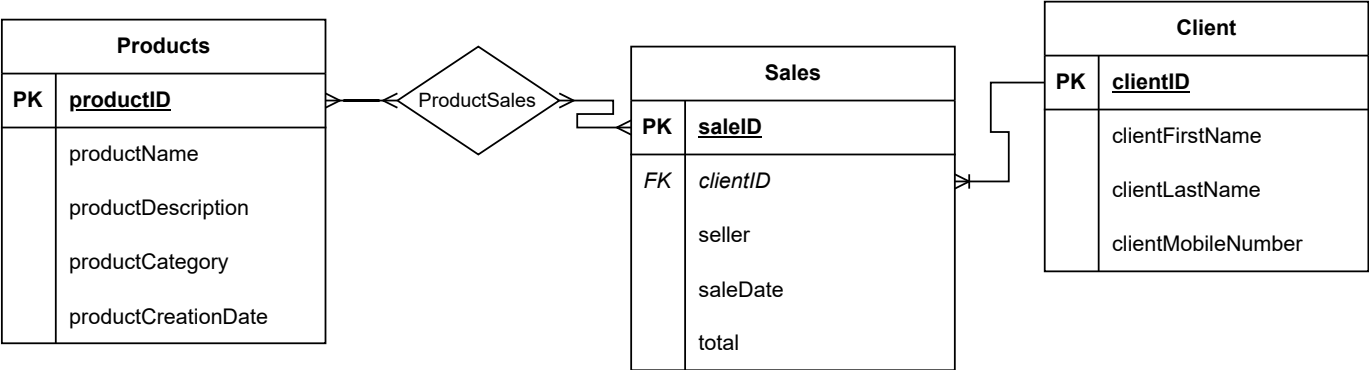 Products
PK productID
productName
productDescription
productCategory
productCreationDate
ProductSales
Sales
PK saleID
FK clientID
seller
saleDate
total
Client
PK clientID
clientFirstName
clientLastName
clientMobileNumber